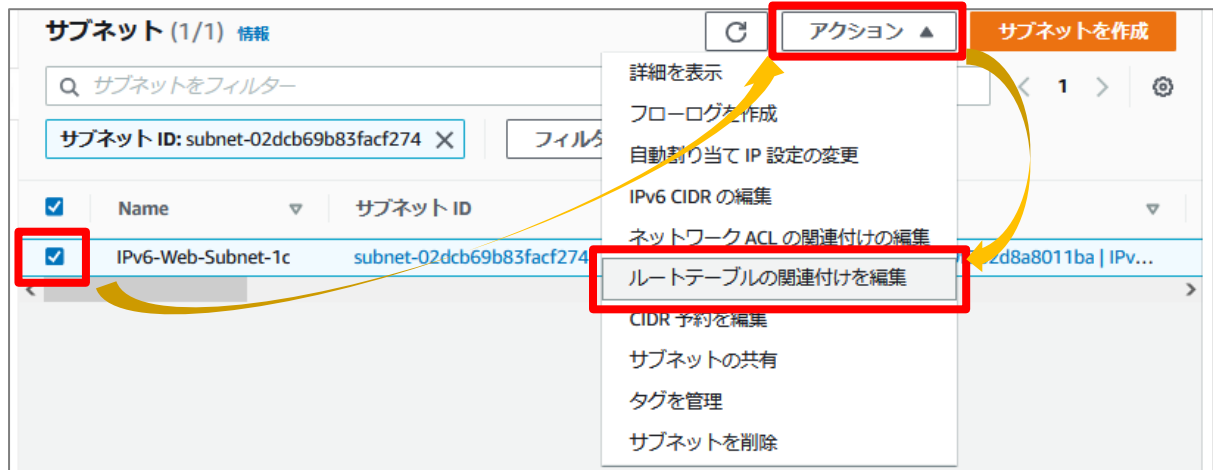 サブネット (1/1) 情報
アクション ▲
サブネットを作成
サブネットをフィルター
1
サブネット ID: subnet-02dcb69b83facf274
Name
サブネット ID
IPv6-Web-Subnet-1c
subnet-02dcb69b83facf274
2d8a8011ba | IPv...
詳細を表示
フローログを作成
自動割り当て IP 設定の変更
IPv6 CIDR の編集
ネットワーク ACL の関連付けの編集
ルートテーブルの関連付けを編集
CIDR 予約を編集
サブネットの共有
タグを管理
サブネットを削除